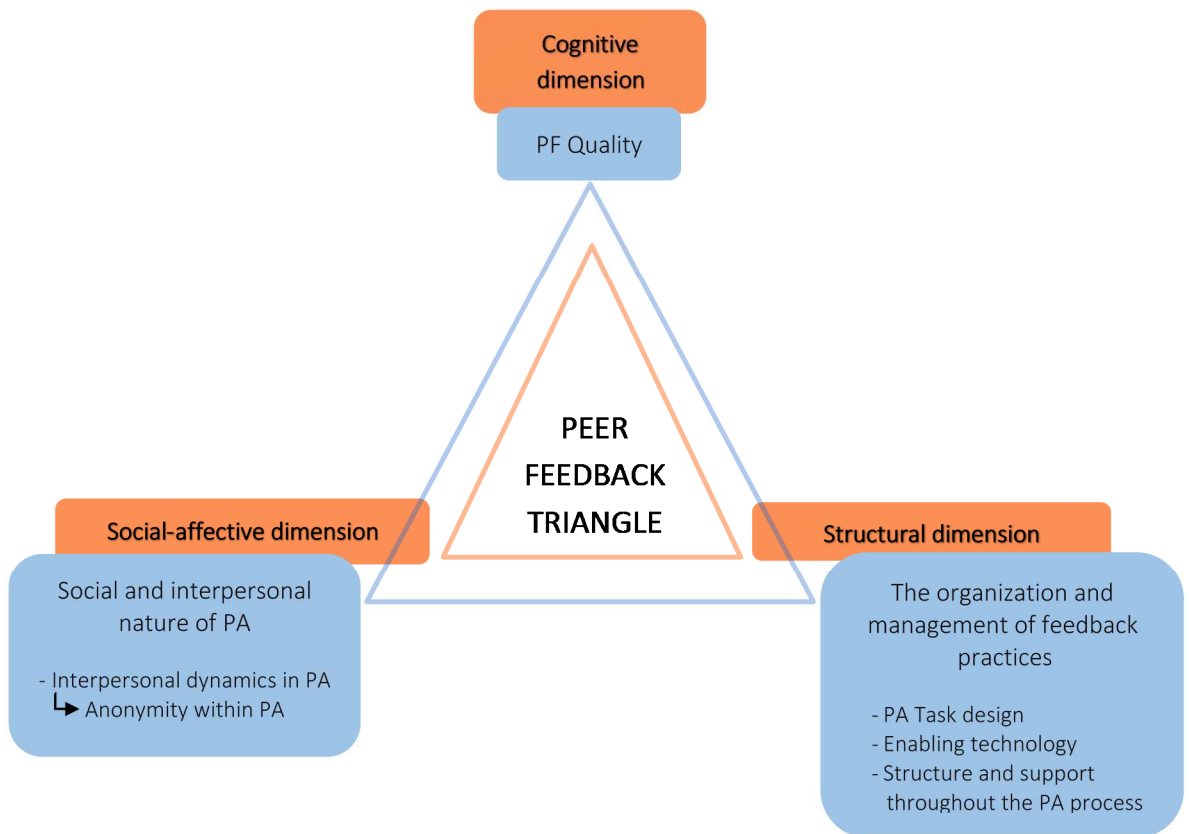 Cognitive
dimension
PF Quality
PEER
FEEDBACK
TRIANGLE
Social-affective dimension
Social and interpersonal
nature of PA
- Interpersonal dynamics in PA
Anonymity within PA
Structural dimension
The organization and
management of feedback
practices
- PA Task design
- Enabling technology
- Structure and support
throughout the PA process